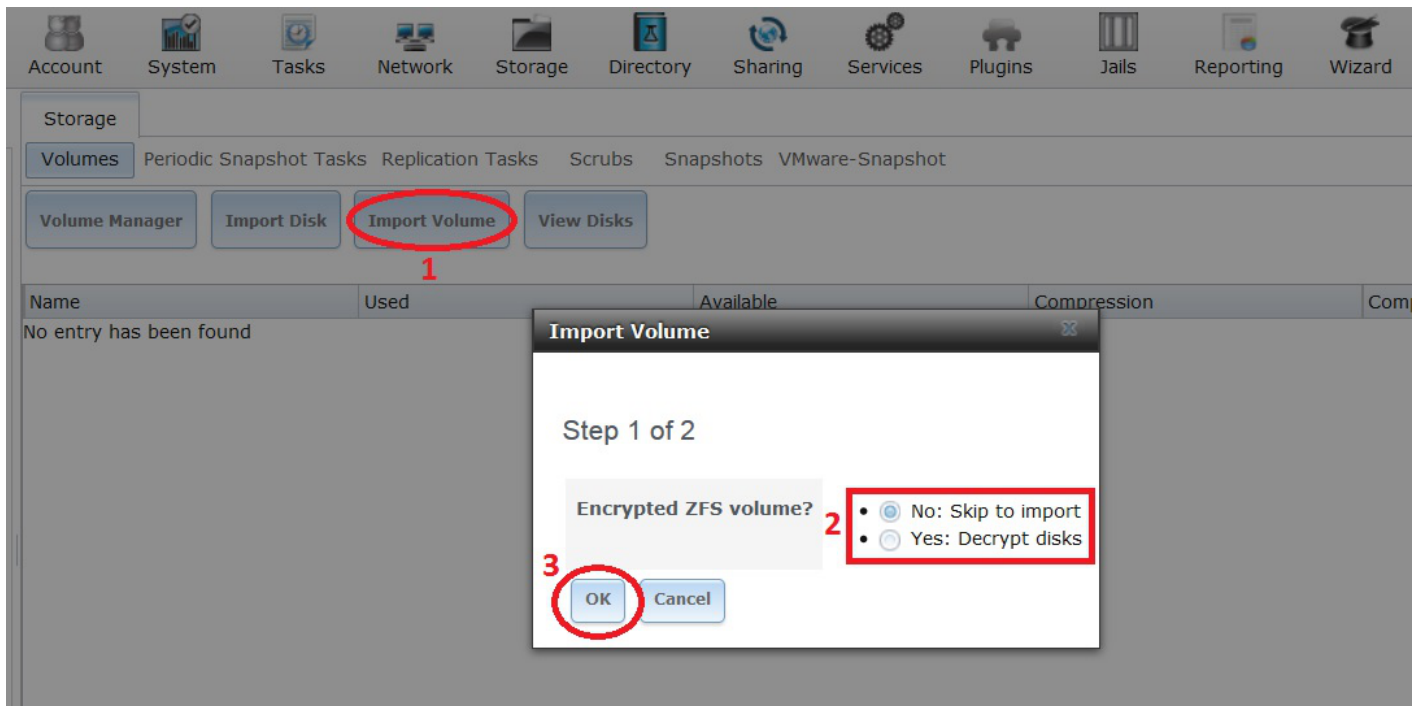 Account System Tasks Network Storage Directory Sharing Services Plugins Jails Reporting Wizard
Storage
Volumes Periodic Snapshot Tasks Replication Tasks Scrubs Snapshots VMware-Snapshot
Volume Manager Import Disk Import Volume View Disks
1
Name Used Available Compression Com
No entry has been found
Import Volume
Step 1 of 2
Encrypted ZFS volume?
2
No: Skip to import
Yes: Decrypt disks
3
OK Cancel